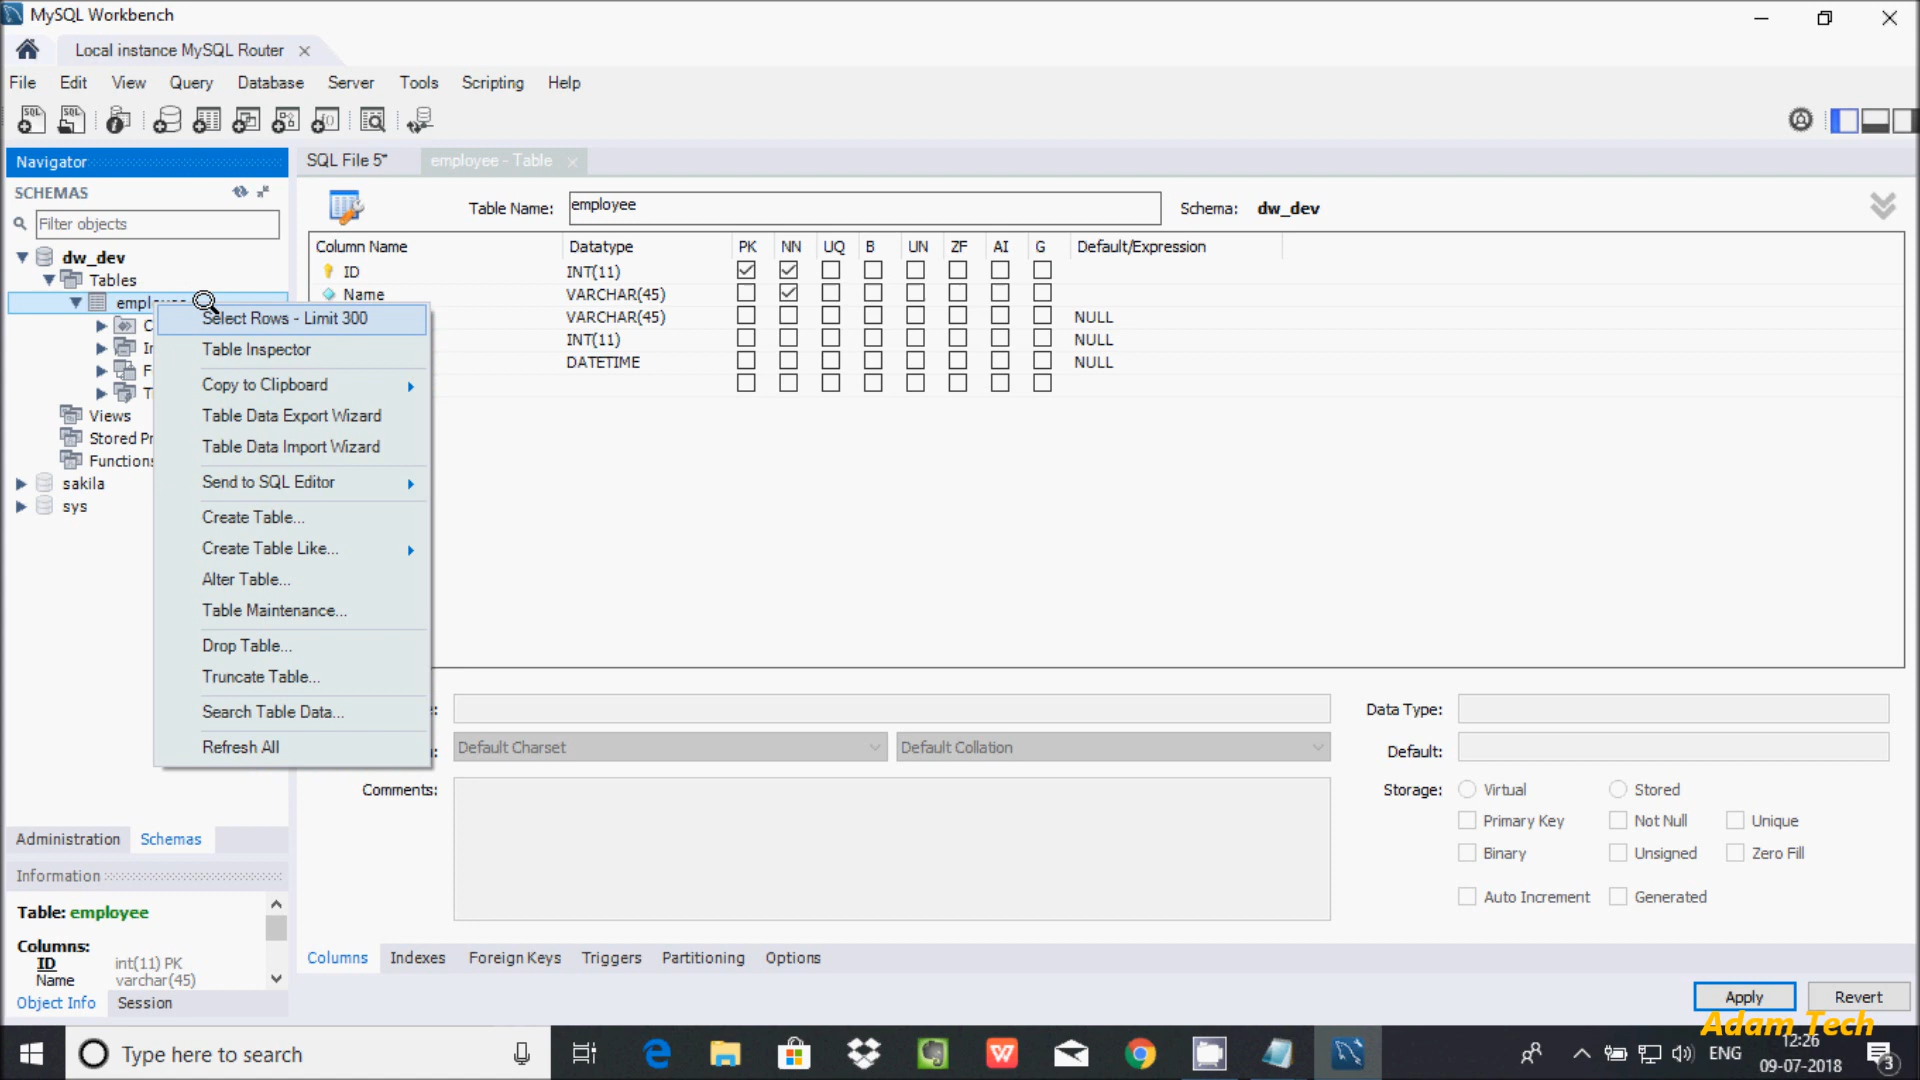 MySQL Workbench
Local instance MySQL Router
File Edit View Query Database Server Tools Scripting Help
Navigator
SCHEMAS
Filter objects
dw_dev
Tables
Views
Functions
sakila
sys
SQL File 5*
employee - Table
Table Name: employee Schema: dw_dev
Column Name Datatype PK NN UQ B UN ZF AI G Default/Expression
ID INT(11)
Name VARCHAR(45)
VARCHAR(45) NULL
INT(11) NULL
DATETIME NULL
Select Rows - Limit 300
Table Inspector
Copy to Clipboard
Table Data Export Wizard
Table Data Import Wizard
Send to SQL Editor
Create Table...
Create Table Like...
Alter Table...
Table Maintenance...
Drop Table...
Truncate Table...
Search Table Data...
Refresh All
Data Type:
Default Charset Default Collation Default:
Comments:
Storage: Virtual Stored
Primary Key Not Null Unique
Binary Unsigned Zero Fill
Auto Increment Generated
Administration Schemas
Information
Table: employee
Columns:
ID int(11) PK
Name varchar(45)
Object Info Session
Columns Indexes Foreign Keys Triggers Partitioning Options
Apply Revert
Adam Tech
Type here to search
ENG
12:26
09-07-2018
3